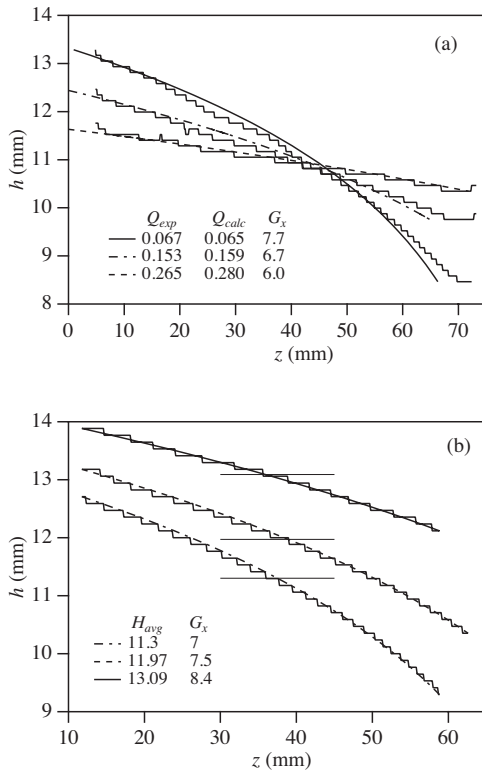 14
(a)
13
12
11
h (mm)
10
9
8
Q_exp Q_calc G_x
0.067 0.065 7.7
0.153 0.159 6.7
0.265 0.280 6.0
0 10 20 30 40 50 60 70
z (mm)
14
(b)
13
12
h (mm)
11
10
9
H_avg G_x
11.3 7
11.97 7.5
13.09 8.4
10 20 30 40 50 60
z (mm)